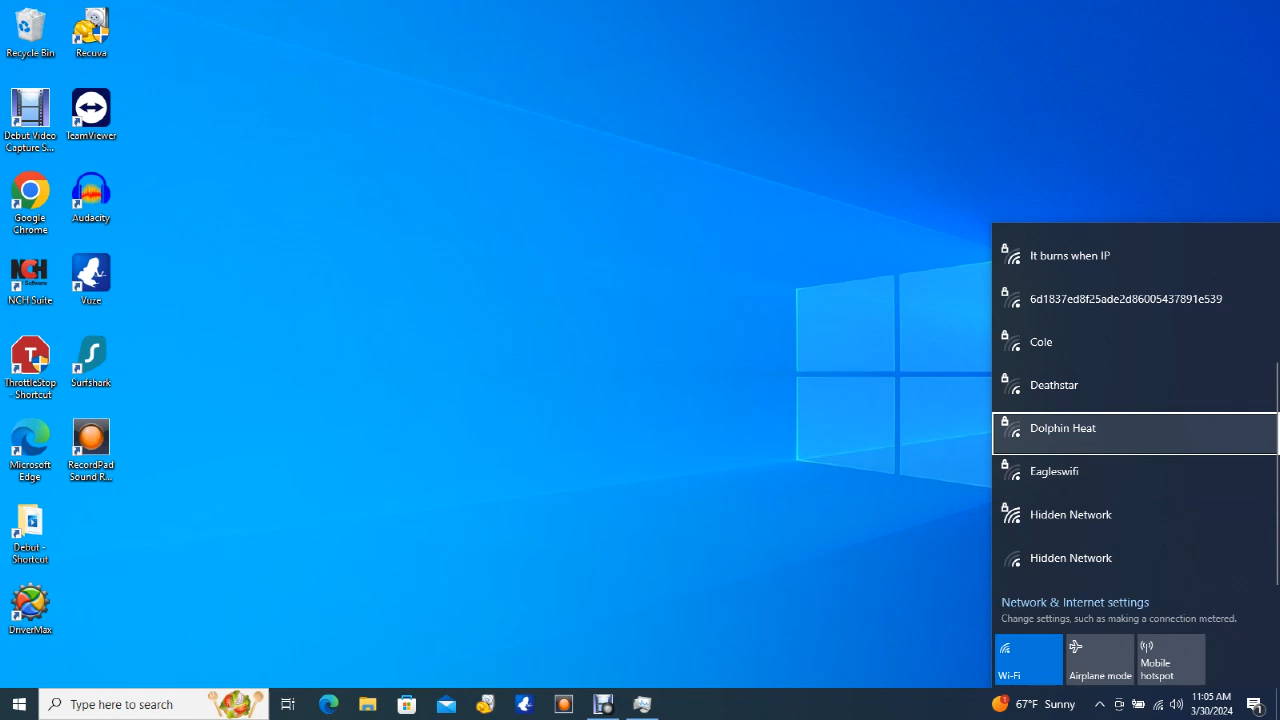 Recycle Bin
Recuva
Debut Video
Capture S...
TeamViewer
Google
Chrome
Audacity
NCH
Software
NCH Suite
Vuze
T
ThrottleStop
- Shortcut
Surfshark
Microsoft
Edge
RecordPad
Sound R...
Debut -
Shortcut
DriverMax
It burns when IP
6d1837ed8f25ade2d86005437891e539
Cole
Deathstar
Dolphin Heat
Eagleswifi
Hidden Network
Hidden Network
Network & Internet settings
Change settings, such as making a connection metered.
Wi-Fi
Airplane mode
Mobile
hotspot
Type here to search
67°F Sunny
11:05 AM
3/30/2024
1